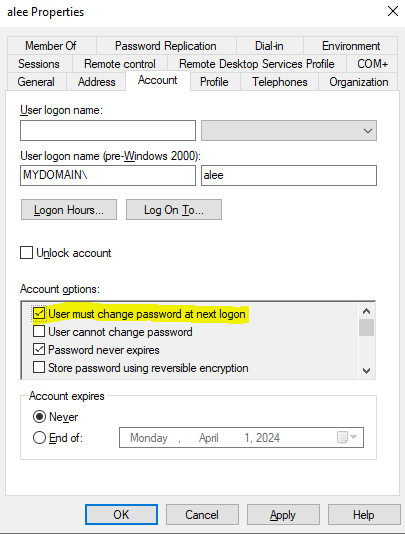 alee Properties
Member Of Password Replication Dial-in Environment
Sessions Remote control Remote Desktop Services Profile COM+
General Address Account Profile Telephones Organization
User logon name:
User logon name (pre-Windows 2000):
MYDOMAIN\ alee
Logon Hours... Log On To...
Unlock account
Account options:
User must change password at next logon
User cannot change password
Password never expires
Store password using reversible encryption
Account expires
Never
End of: Monday , April 1, 2024
OK Cancel Apply Help